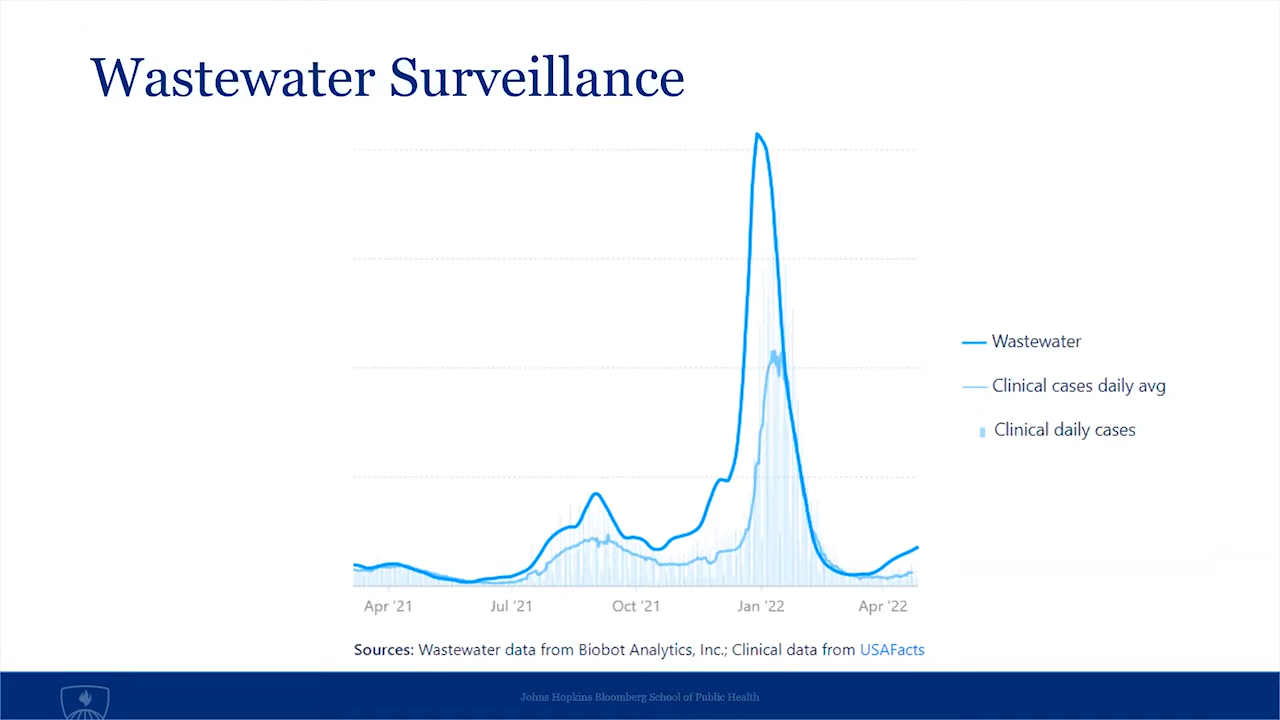 Wastewater Surveillance
Wastewater
Clinical cases daily avg
Clinical daily cases
Apr '21
Jul '21
Oct '21
Jan '22
Apr '22
Sources: Wastewater data from Biobot Analytics, Inc.; Clinical data from USAFacts
Johns Hopkins Bloomberg School of Public Health